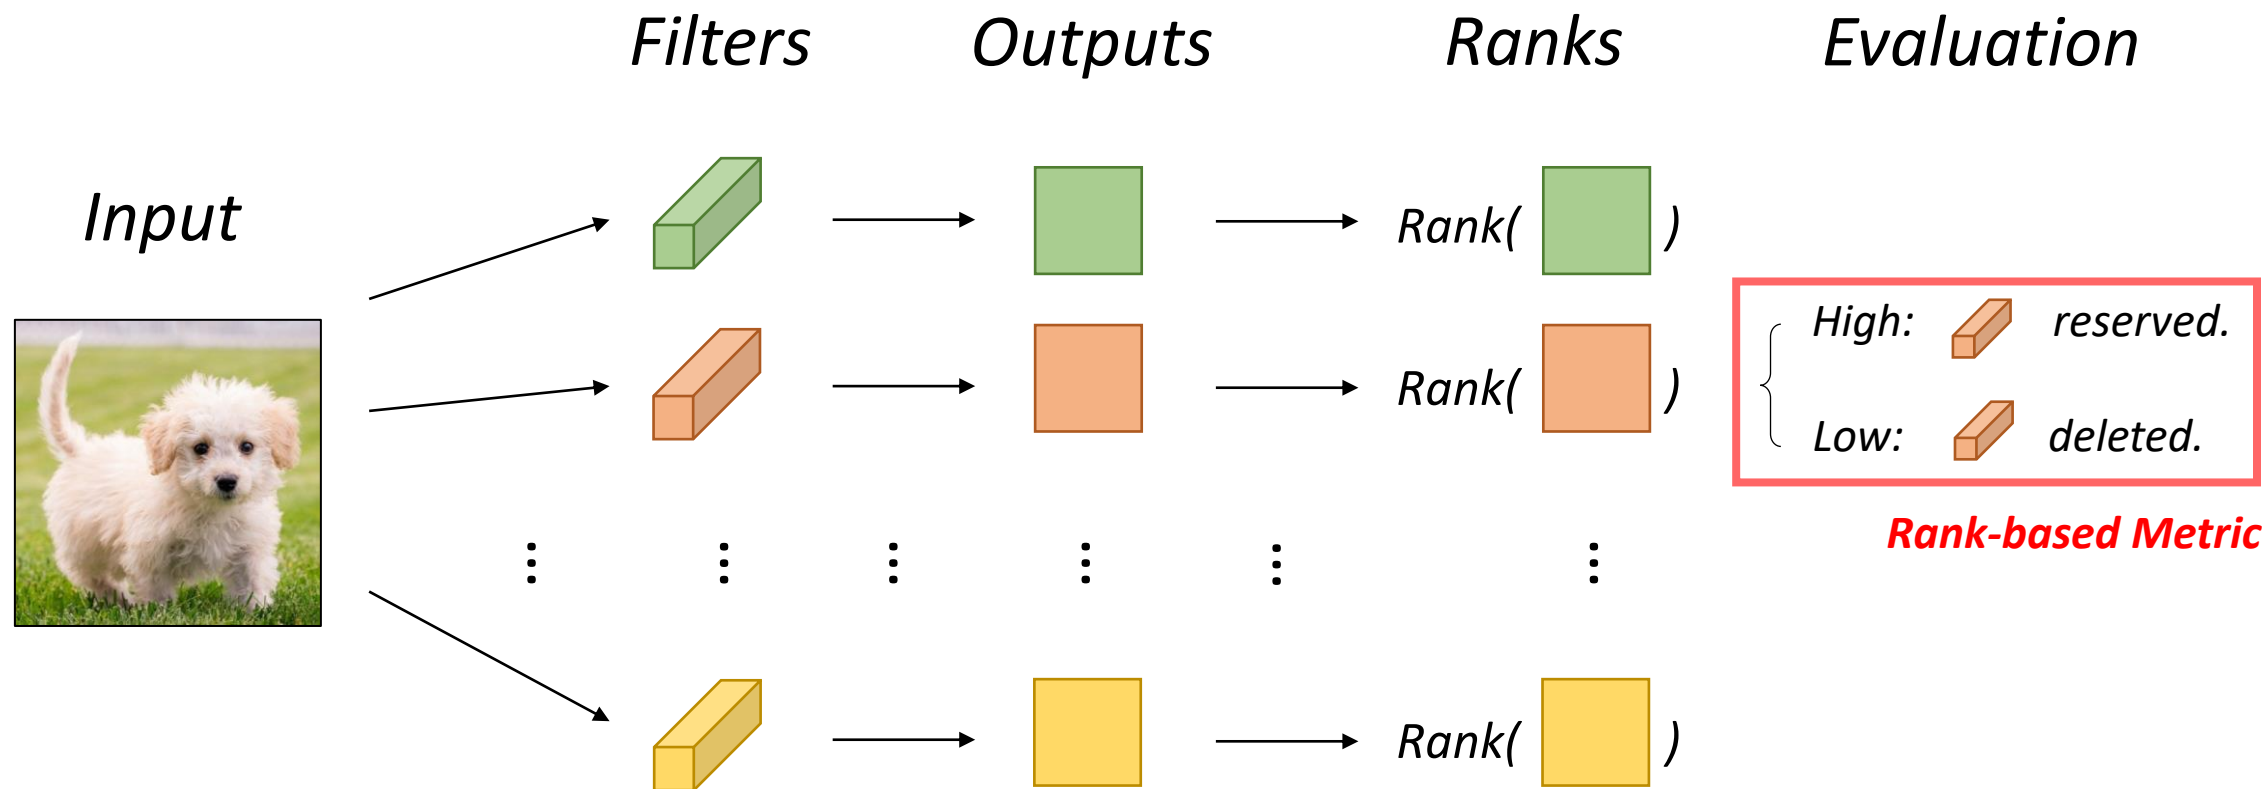 Filters Outputs Ranks Evaluation
Input
Rank( )
Rank( )
High: reserved.
Low: deleted.
Rank-based Metric
Rank( )